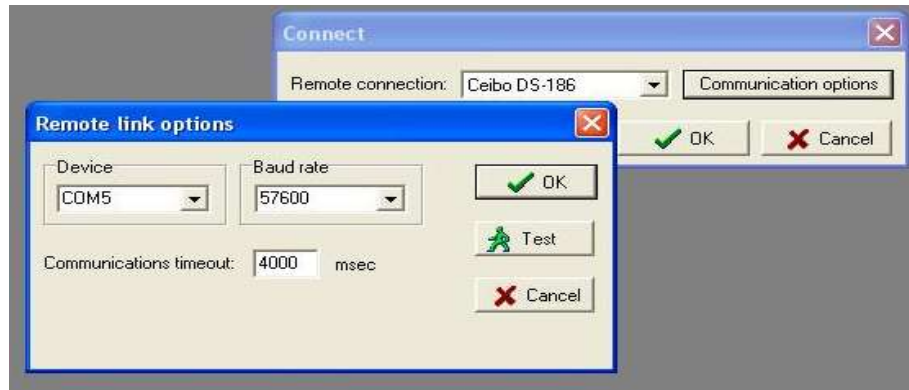 Connect
Remote connection: Ceibo DS-186 Communication options
OK Cancel
Remote link options
Device Baud rate
COM5 57600
OK
Test
Communications timeout: 4000 msec
Cancel